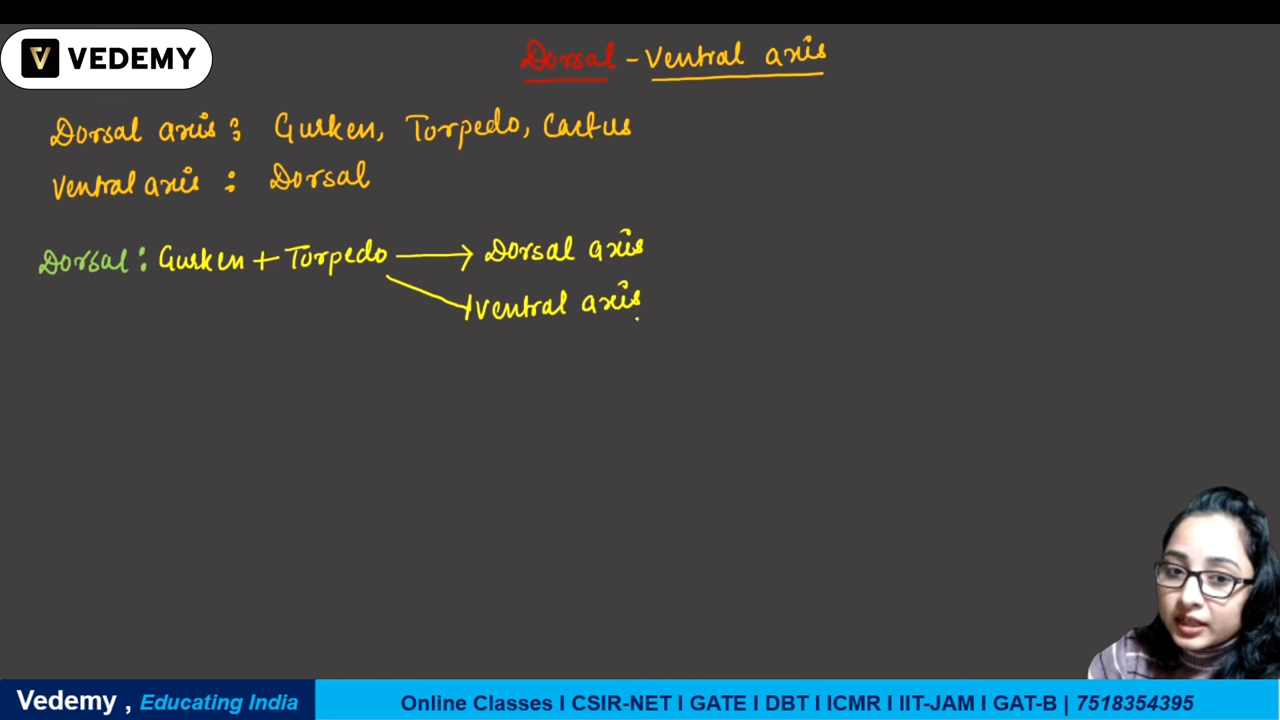 VEDEMY
Dorsal - Ventral axis
Dorsal axis : Gurken, Torpedo, Cactus
Ventral axis : Dorsal
Dorsal : Gurken + Torpedo → Dorsal axis
Ventral axis
Vedemy , Educating India
Online Classes I CSIR-NET I GATE I DBT I ICMR I IIT-JAM I GAT-B | 7518354395